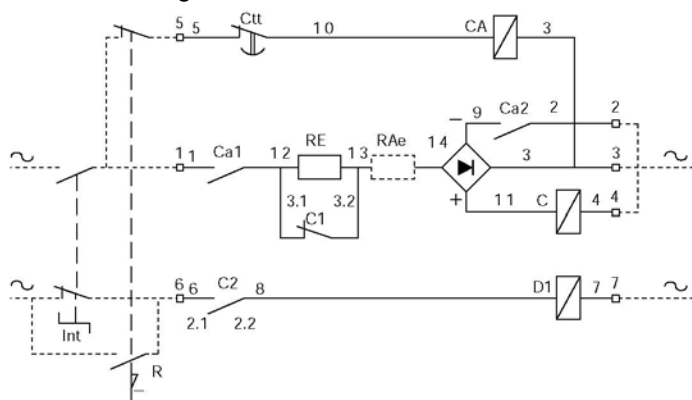 5 5 Ctt 10 CA 3
9 Ca2 2 2
1 1 Ca1 12 RE 13 RAe 14 − 3 3
3.1 3.2 + 11 C 4 4
C1
6 6 C2 8 D1 7 7
2.1 2.2
Int
R